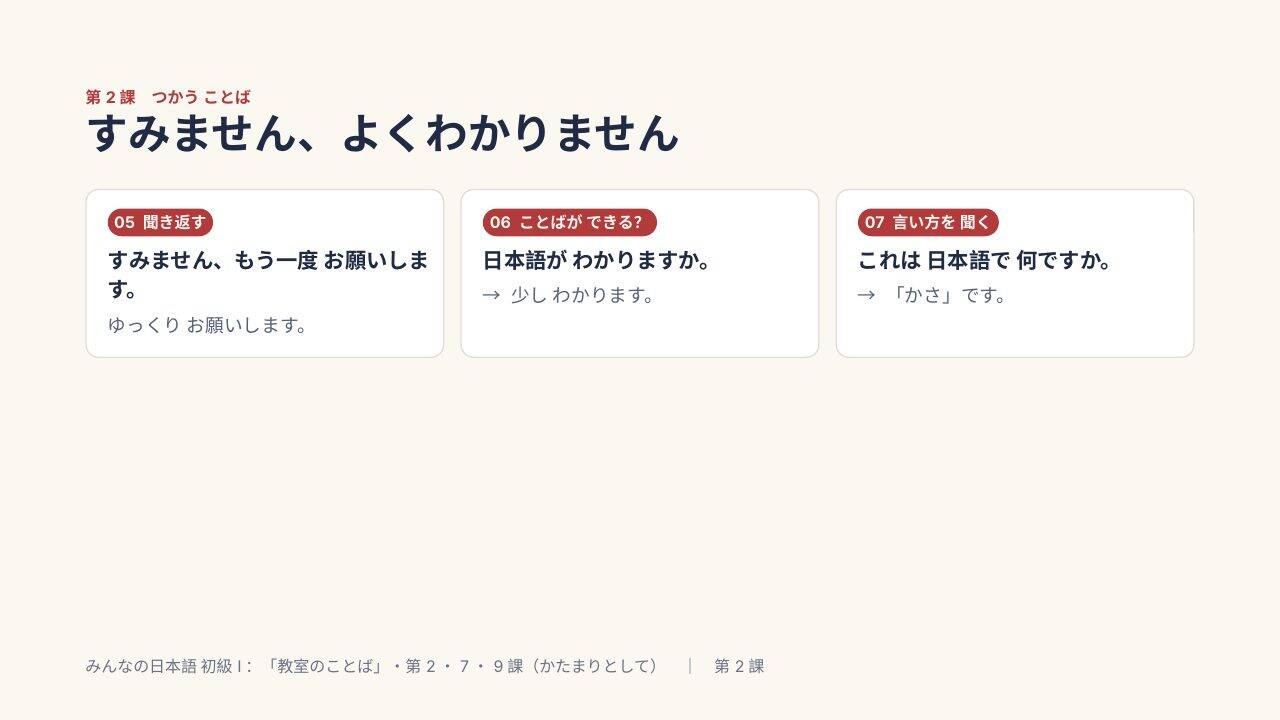 第2課　つかう ことば
すみません、よくわかりません
05 聞き返す
すみません、もう一度 お願いしま
す。
ゆっくり お願いします。
06 ことばが できる?
日本語が わかりますか。
→ 少し わかります。
07 言い方を 聞く
これは 日本語で 何ですか。
→ 「かさ」です。
みんなの日本語 初級 I：「教室のことば」・第2・7・9課（かたまりとして）　｜　第2課